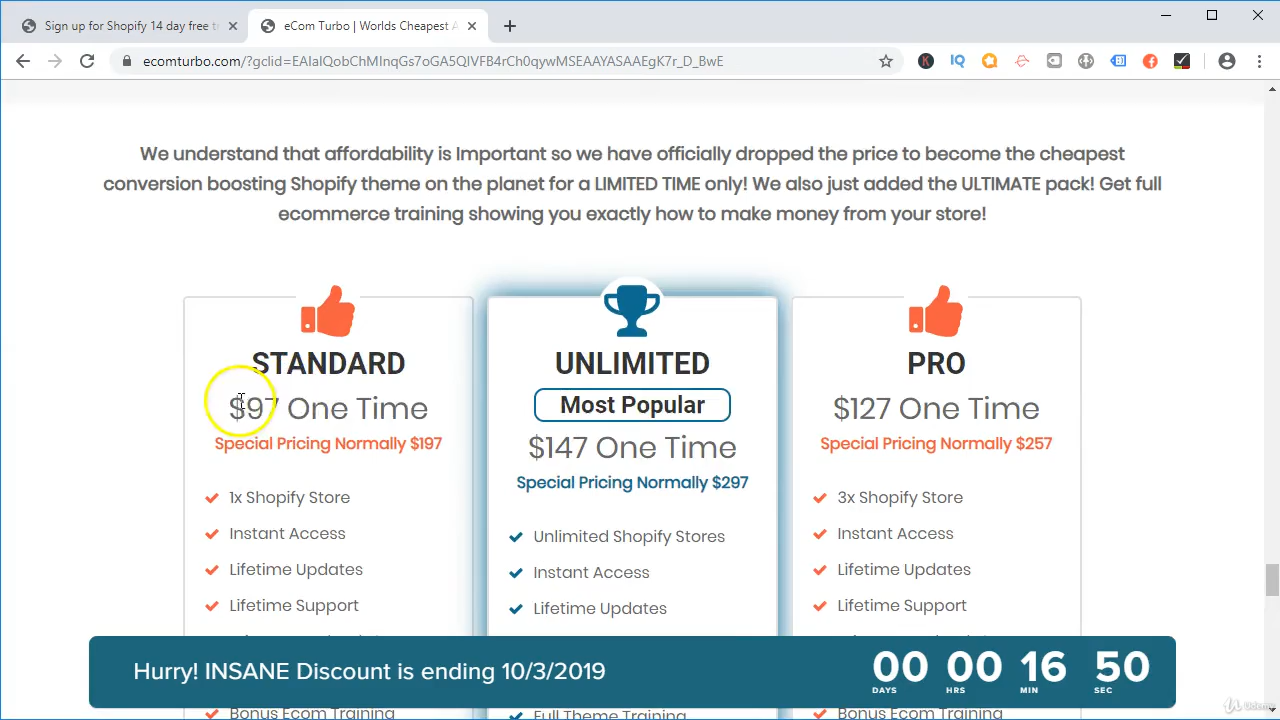 Sign up for Shopify 14 day free t
eCom Turbo | Worlds Cheapest A
ecomturbo.com/?gclid=EAIaIQobChMInqGs7
We understand that affordability is Important so we have officially dropped the price to become the cheapest
conversion boosting Shopify theme on the planet for a LIMITED TIME only! We also just added the ULTIMATE pack! Get full
ecommerce training showing you exactly how to make money from your store!
STANDARD
$97 One Time
Special Pricing Normally $197
1x Shopify Store
Instant Access
Lifetime Updates
Lifetime Support
UNLIMITED
Most Popular
$147 One Time
Special Pricing Normally $297
Unlimited Shopify Stores
Instant Access
Lifetime Updates
PRO
$127 One Time
Special Pricing Normally $257
3x Shopify Store
Instant Access
Lifetime Updates
Lifetime Support
Hurry! INSANE Discount is ending 10/3/2019
00 00 16 50
DAYS HRS MIN SEC
Bonus Ecom Training
Full Theme Training
Bonus Ecom Training
Udemy